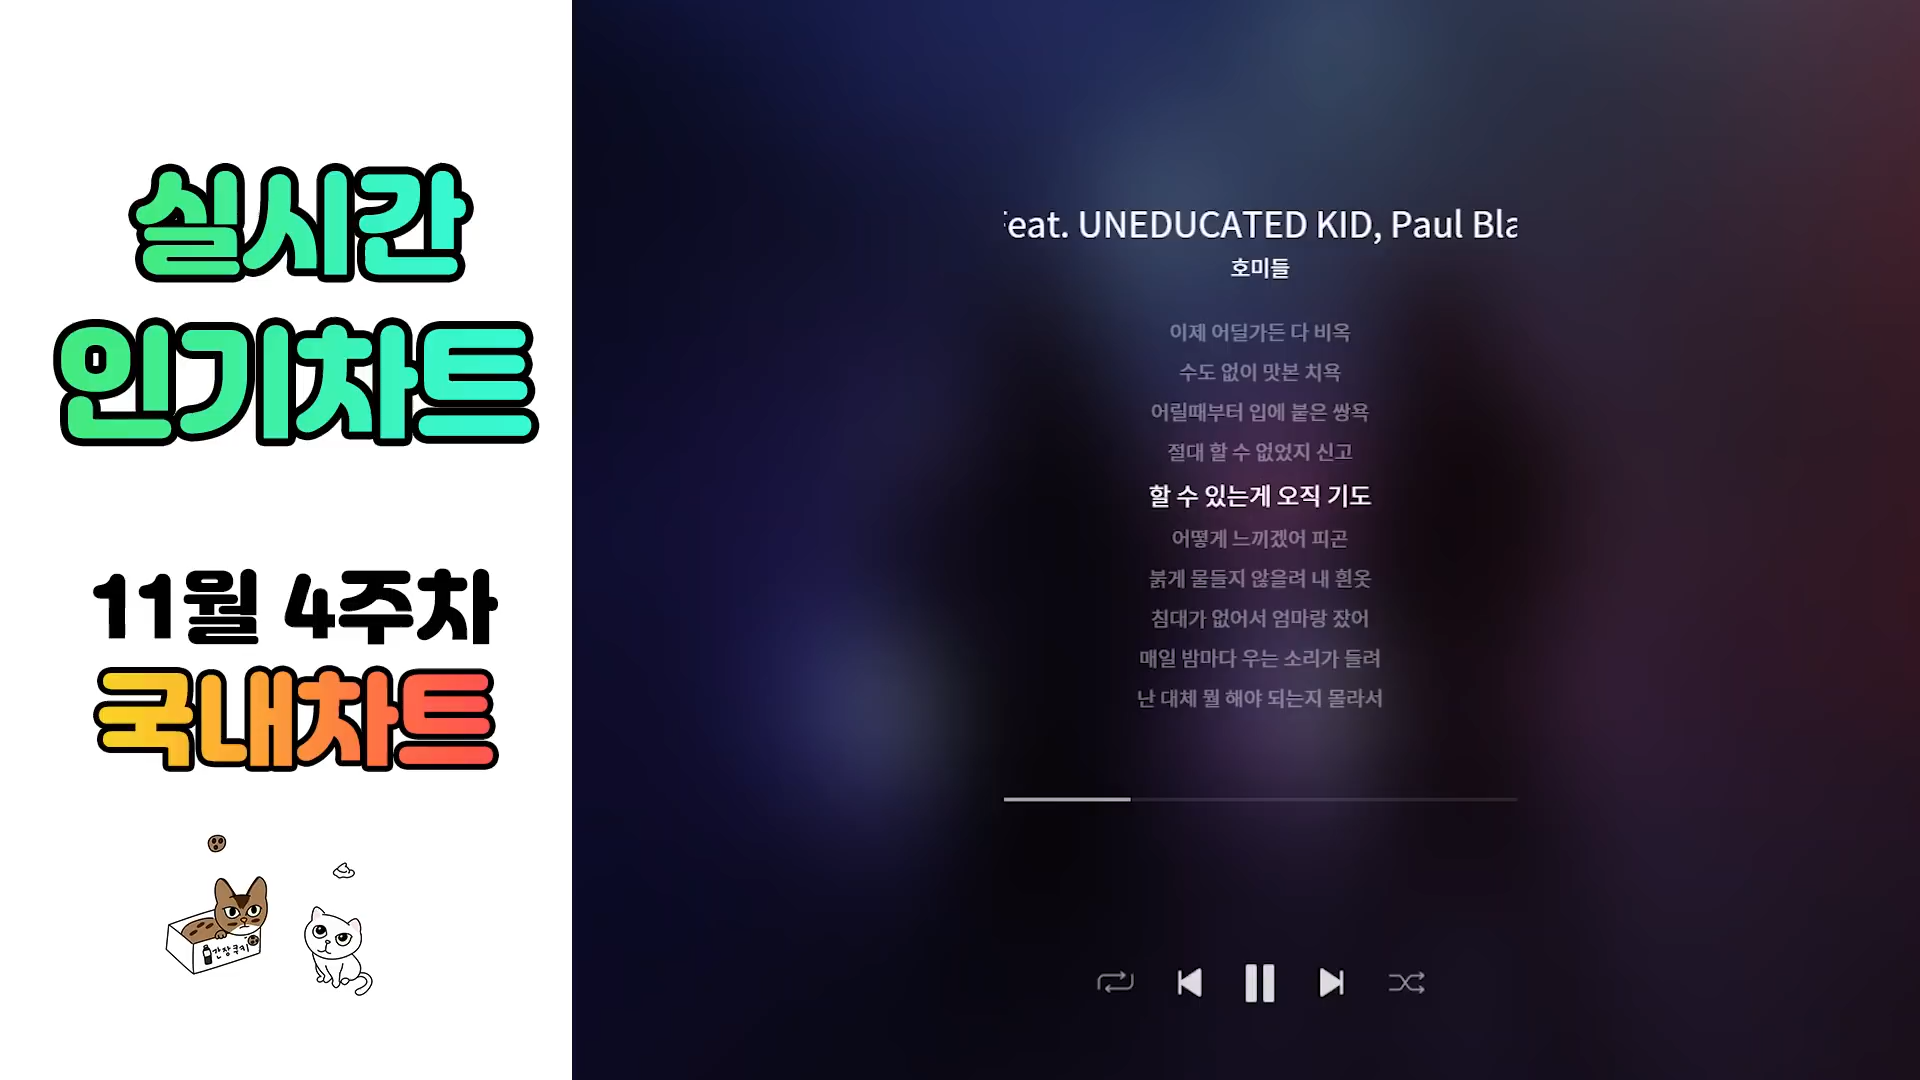 실시간
인기차트
11월 4주차
국내차트
간장쿡키
eat. UNEDUCATED KID, Paul Bla
호미들
이제 어딜가든 다 비옥
수도 없이 맛본 치욕
어릴때부터 입에 붙은 쌍욕
절대 할 수 없었지 신고
할 수 있는게 오직 기도
어떻게 느끼겠어 피곤
붉게 물들지 않을려 내 흰옷
침대가 없어서 엄마랑 잤어
매일 밤마다 우는 소리가 들려
난 대체 뭘 해야 되는지 몰라서